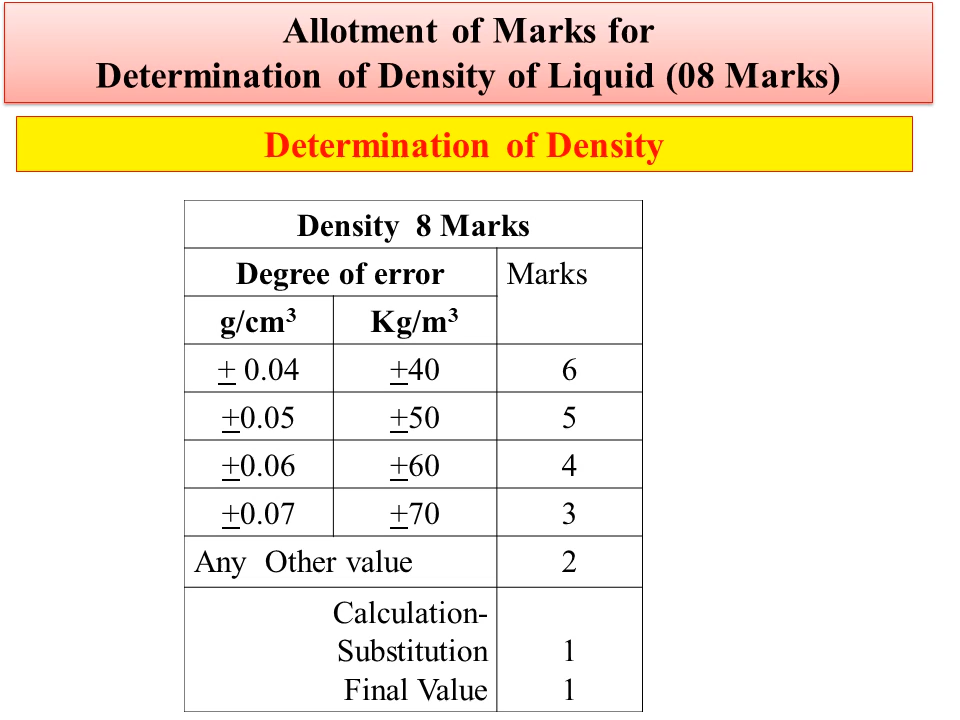 Allotment of Marks for
Determination of Density of Liquid (08 Marks)
Determination of Density
Density 8 Marks
Degree of error Marks
g/cm³ Kg/m³
± 0.04 ±40 6
±0.05 ±50 5
±0.06 ±60 4
±0.07 ±70 3
Any Other value 2
Calculation-
Substitution 1
Final Value 1